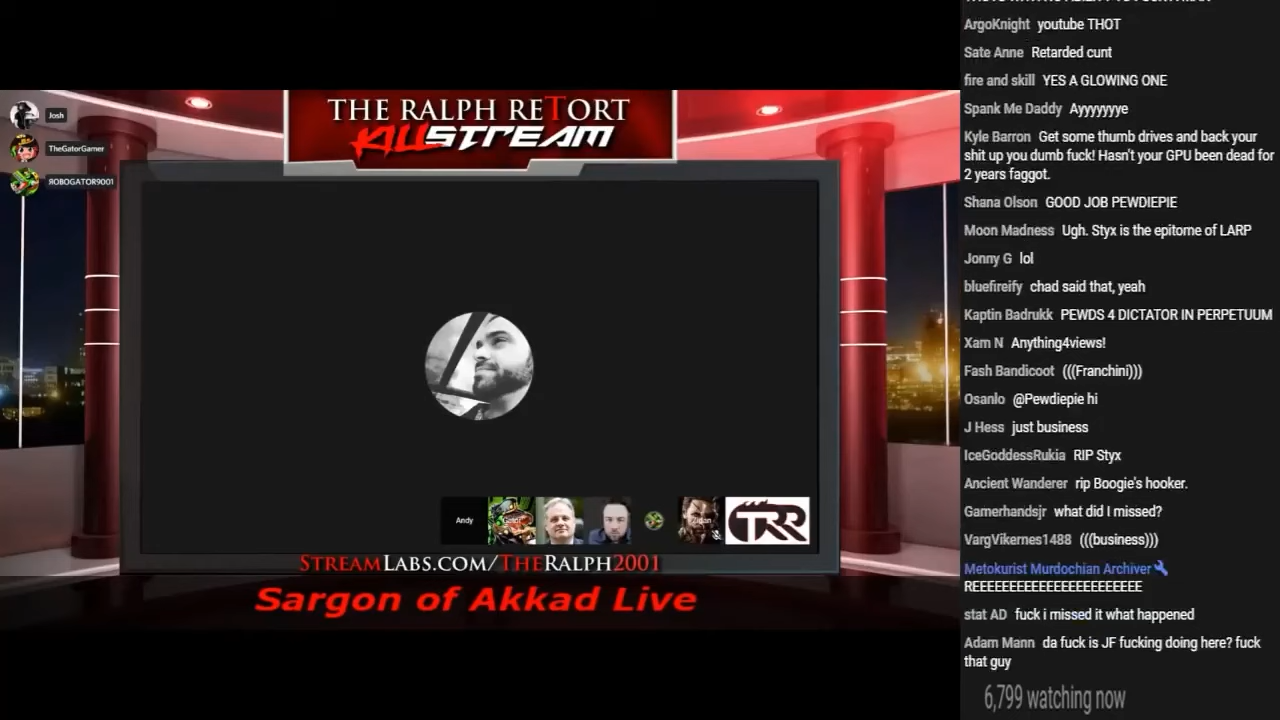 Josh
TheGatorGamer
ЯOBOGATOR9001
THE RALPH RETORT
KILLSTREAM
Andy
TRR
STREAMLABS.COM/THERALPH2001
Sargon of Akkad Live
ArgoKnight youtube THOT
Sate Anne Retarded cunt
fire and skill YES A GLOWING ONE
Spank Me Daddy Ayyyyyye
Kyle Barron Get some thumb drives and back your
shit up you dumb fuck! Hasn't your GPU been dead for
2 years faggot.
Shana Olson GOOD JOB PEWDIEPIE
Moon Madness Ugh. Styx is the epitome of LARP
Jonny G lol
bluefireify chad said that, yeah
Kaptin Badrukk PEWDS 4 DICTATOR IN PERPETUUM
Xam N Anything4views!
Fash Bandicoot (((Franchini)))
Osanlo @Pewdiepie hi
J Hess just business
IceGoddessRukia RIP Styx
Ancient Wanderer rip Boogie's hooker.
Gamerhandsjr what did I missed?
VargVikernes1488 (((business)))
Metokurist Murdochian Archiver
REEEEEEEEEEEEEEEEEEEEEEEE
stat AD fuck i missed it what happened
Adam Mann da fuck is JF fucking doing here? fuck
that guy
6,799 watching now